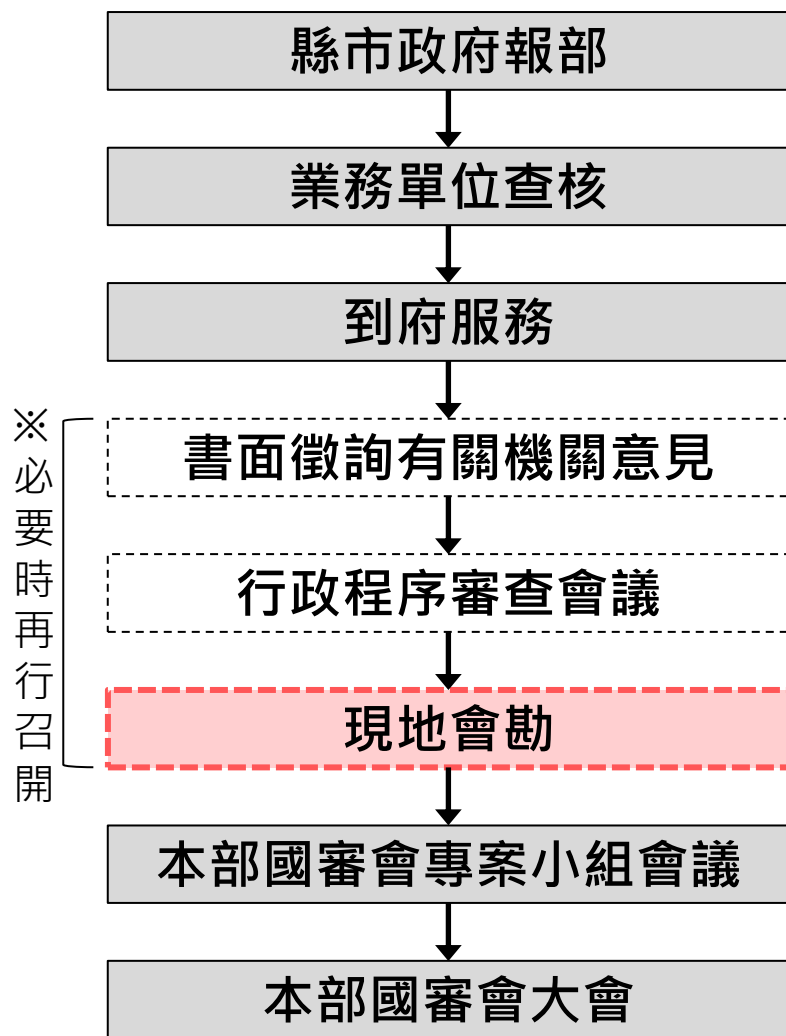 縣市政府報部
業務單位查核
到府服務
※必要時再行召開
書面徵詢有關機關意見
行政程序審查會議
現地會勘
本部國審會專案小組會議
本部國審會大會